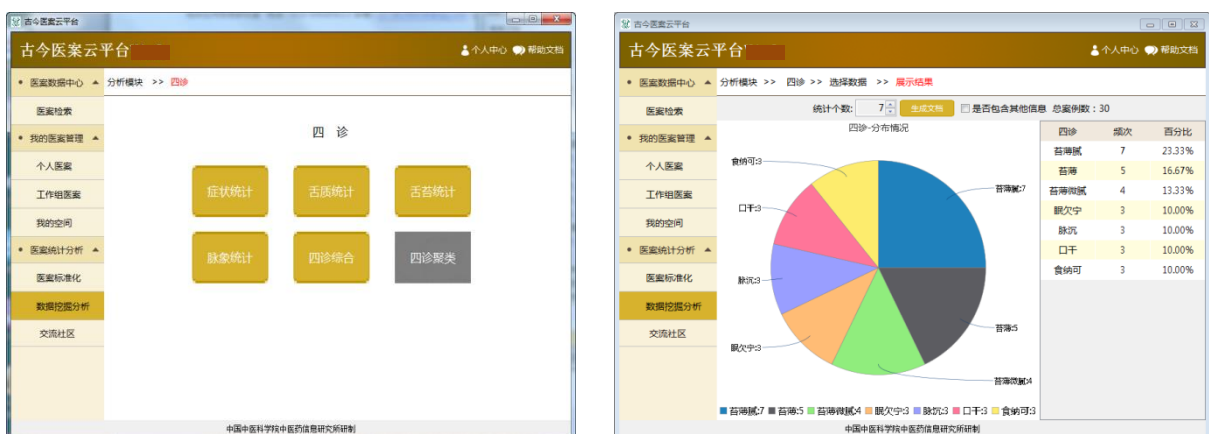 古今医案云平台
古今医案云平台
个人中心 帮助文档
医案数据中心
分析模块 >> 四诊
医案检索
我的医案管理
个人医案
工作组医案
我的空间
医案统计分析
医案标准化
数据挖掘分析
交流社区
四 诊
症状统计 舌质统计 舌苔统计
脉象统计 四诊综合 四诊聚类
中国中医科学院中医药信息研究所研制
古今医案云平台
古今医案云平台
个人中心 帮助文档
医案数据中心
分析模块 >> 四诊 >> 选择数据 >> 展示结果
医案检索
我的医案管理
个人医案
工作组医案
我的空间
医案统计分析
医案标准化
数据挖掘分析
交流社区
统计个数: 7 生成文档 是否包含其他信息 总案例数：30
四诊-分布情况
食纳可:3
苔薄腻:7
口干:3
脉沉:3
苔薄:5
眠欠宁:3
苔薄微腻:4
苔薄腻:7 苔薄:5 苔薄微腻:4 眠欠宁:3 脉沉:3 口干:3 食纳可:3
四诊 频次 百分比
苔薄腻 7 23.33%
苔薄 5 16.67%
苔薄微腻 4 13.33%
眠欠宁 3 10.00%
脉沉 3 10.00%
口干 3 10.00%
食纳可 3 10.00%
中国中医科学院中医药信息研究所研制